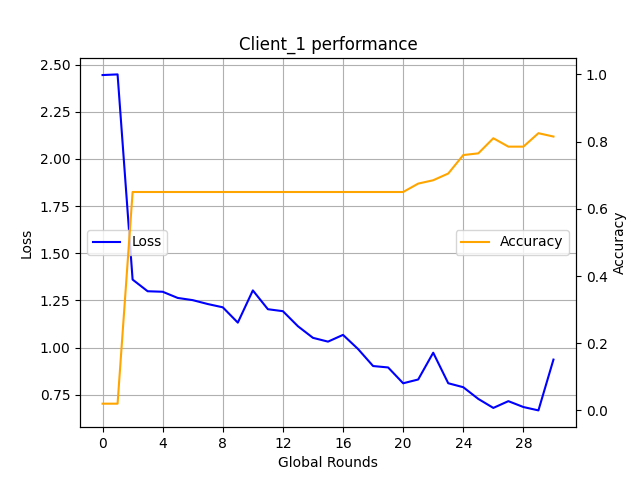 Client_1 performance
2.50
2.25
2.00
1.75
1.50
1.25
1.00
0.75
Loss
Loss
Accuracy
1.0
0.8
0.6
0.4
0.2
0.0
Accuracy
0 4 8 12 16 20 24 28
Global Rounds